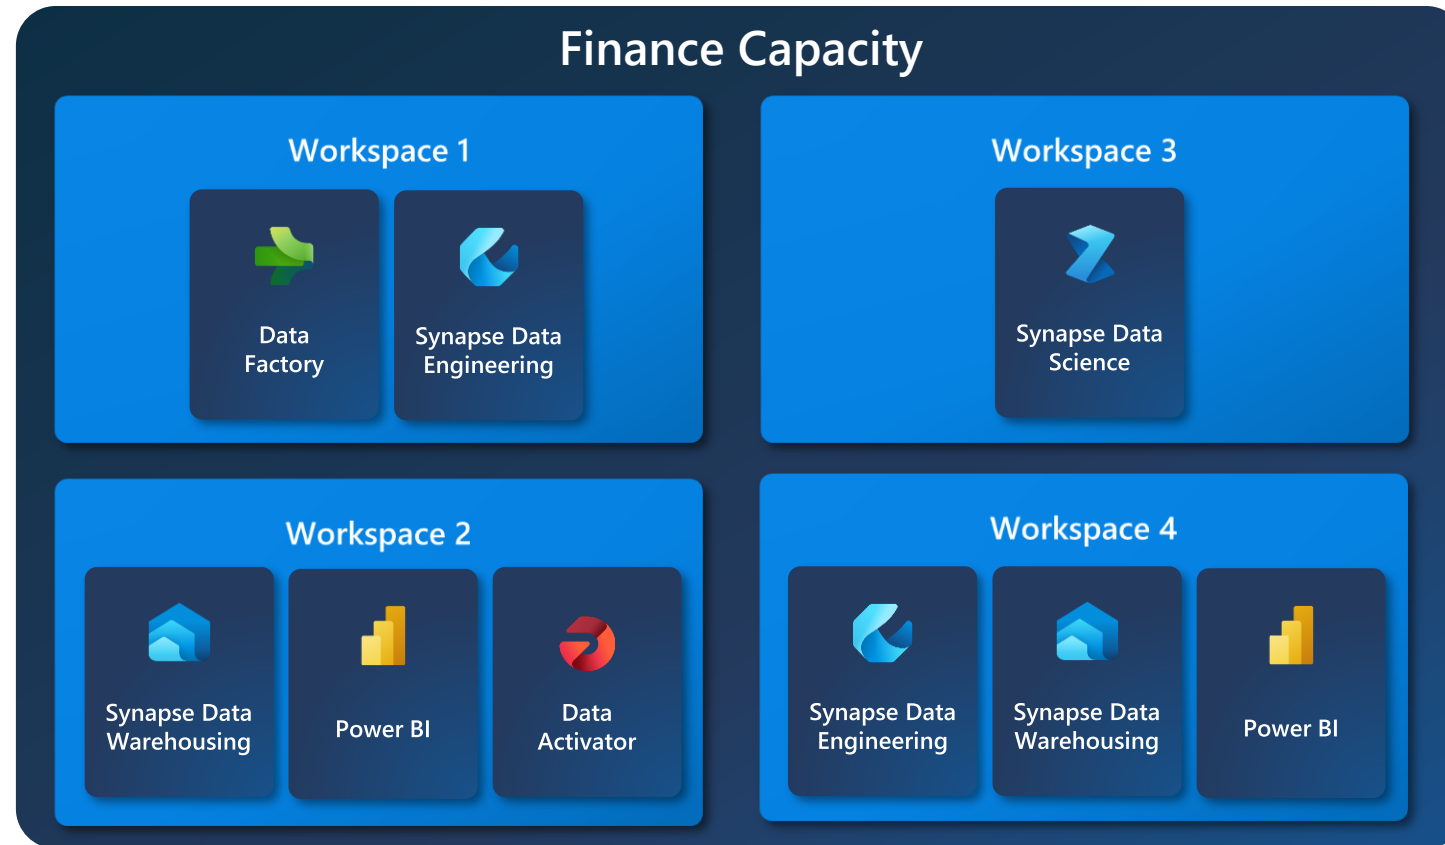 Finance Capacity
Workspace 1
Data
Factory
Synapse Data
Engineering
Workspace 3
Synapse Data
Science
Workspace 2
Synapse Data
Warehousing
Power BI
Data
Activator
Workspace 4
Synapse Data
Engineering
Synapse Data
Warehousing
Power BI